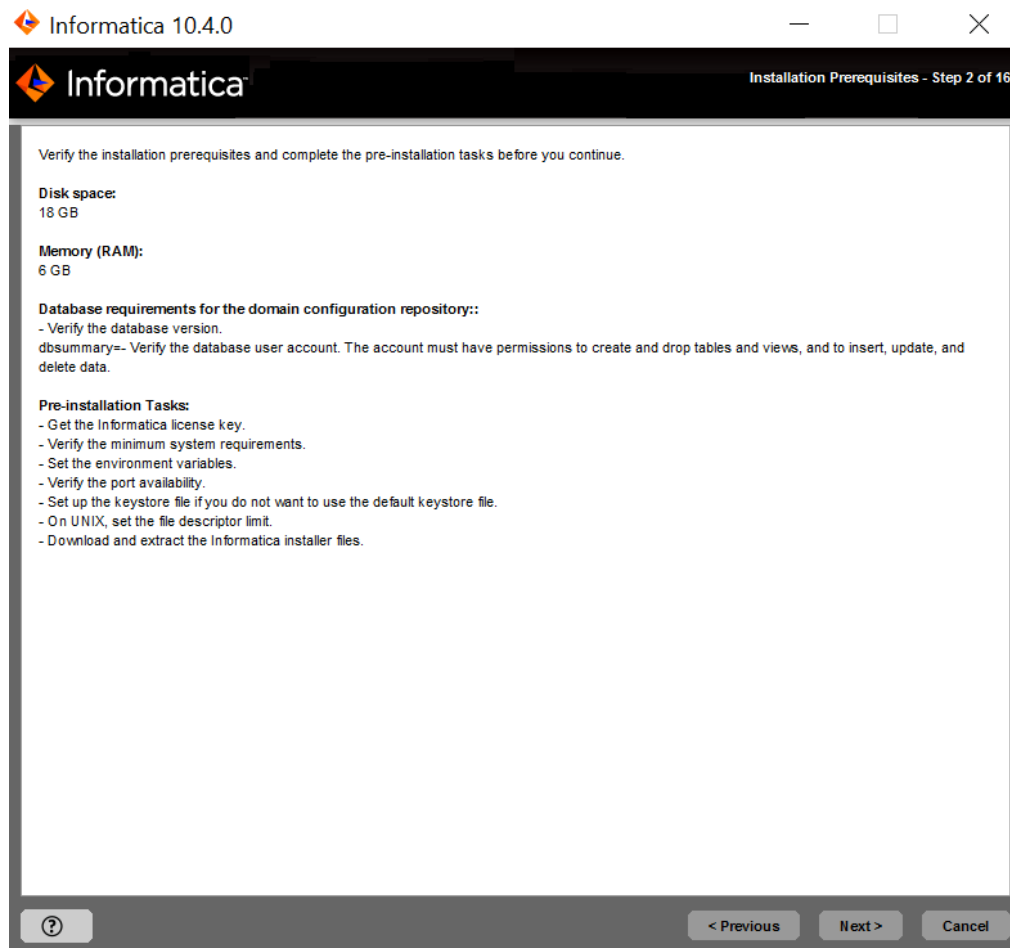 Informatica 10.4.0
Informatica
Installation Prerequisites - Step 2 of 16
Verify the installation prerequisites and complete the pre-installation tasks before you continue.
Disk space:
18 GB
Memory (RAM):
6 GB
Database requirements for the domain configuration repository::
- Verify the database version.
dbsummary=- Verify the database user account. The account must have permissions to create and drop tables and views, and to insert, update, and
delete data.
Pre-installation Tasks:
- Get the Informatica license key.
- Verify the minimum system requirements.
- Set the environment variables.
- Verify the port availability.
- Set up the keystore file if you do not want to use the default keystore file.
- On UNIX, set the file descriptor limit.
- Download and extract the Informatica installer files.
?
< Previous
Next >
Cancel